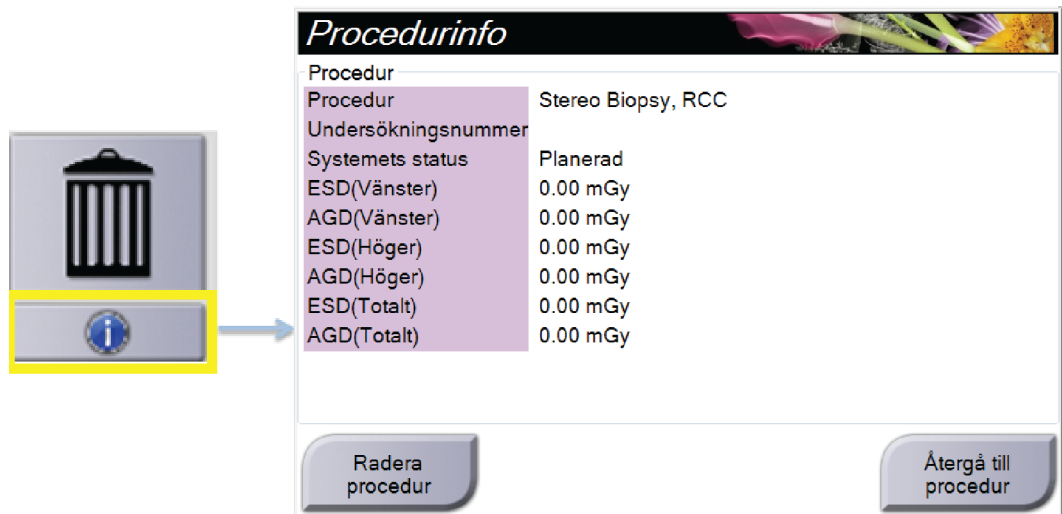 Procedurinfo
Procedur
Procedur Stereo Biopsy, RCC
Undersökningsnummer
Systemets status Planerad
ESD(Vänster) 0.00 mGy
AGD(Vänster) 0.00 mGy
ESD(Höger) 0.00 mGy
AGD(Höger) 0.00 mGy
ESD(Totalt) 0.00 mGy
AGD(Totalt) 0.00 mGy
Radera
procedur
Återgå till
procedur